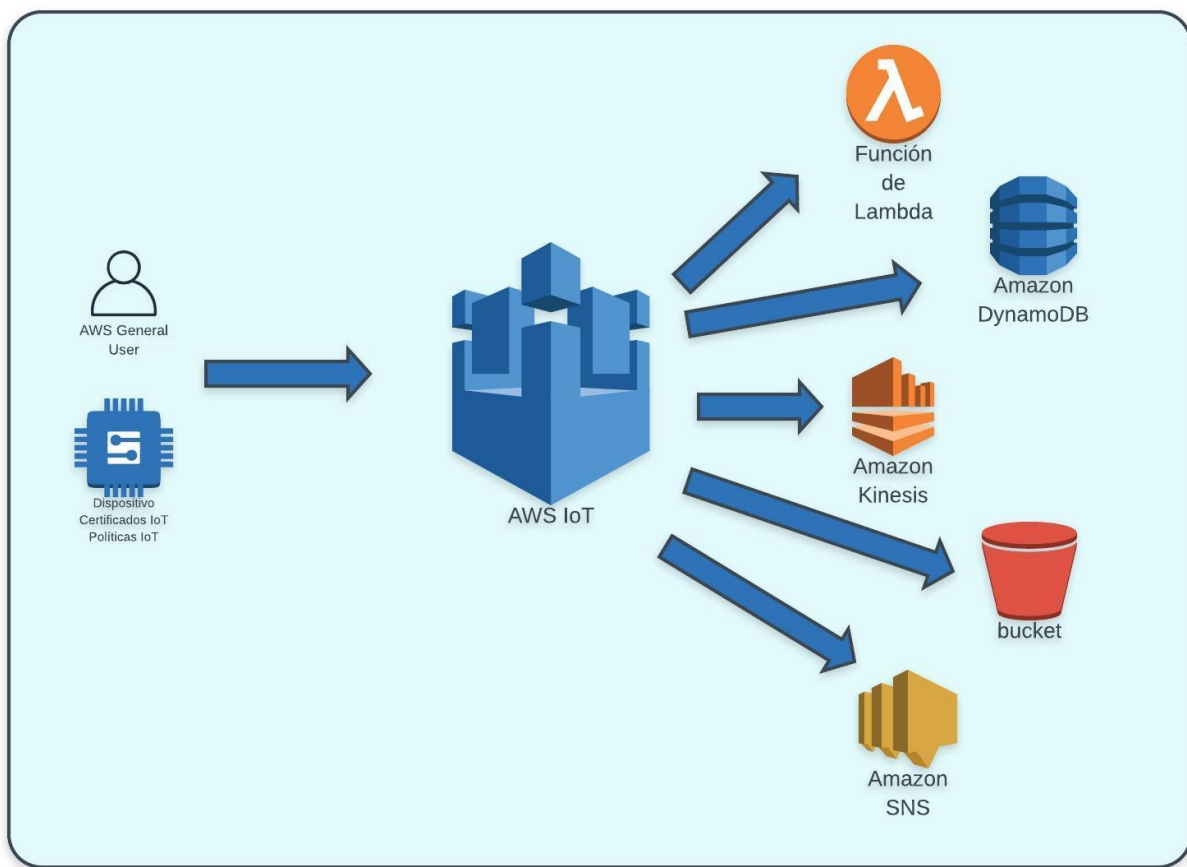 AWS General
User
Dispositivo
Certificados IoT
Políticas IoT
AWS IoT
Función
de
Lambda
Amazon
DynamoDB
Amazon
Kinesis
bucket
Amazon
SNS